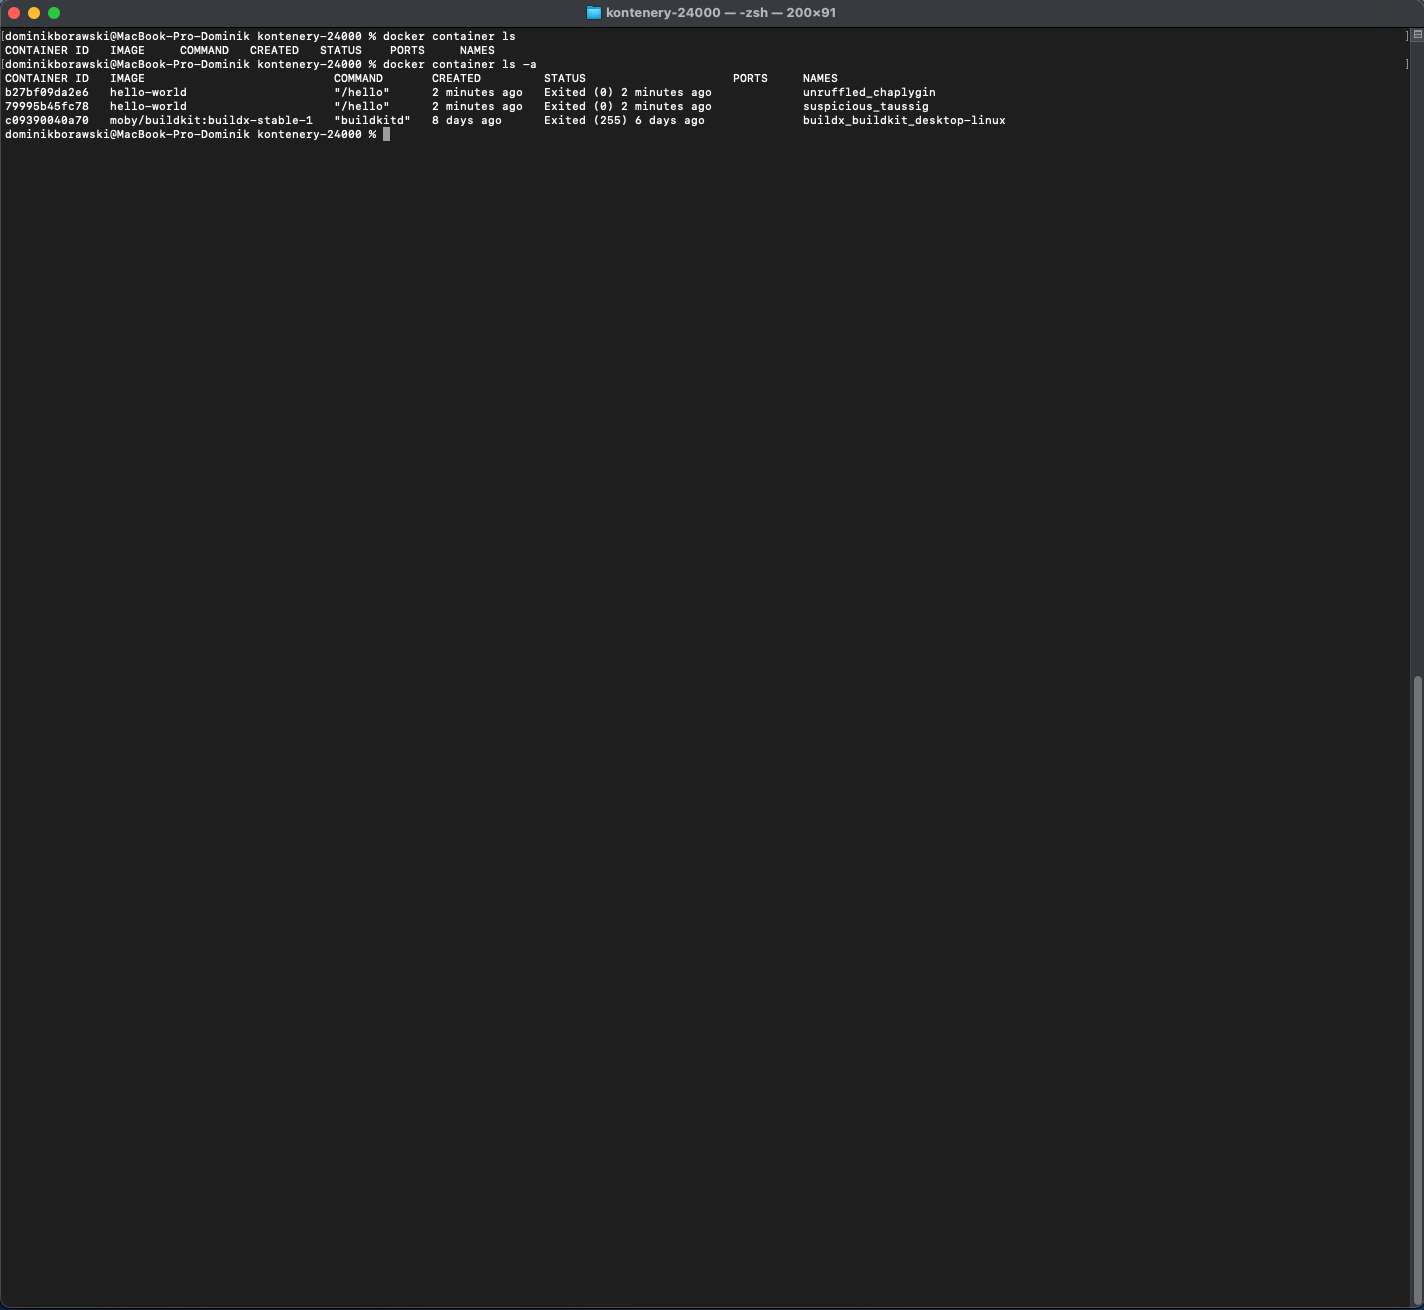 kontenery-24000 — -zsh — 200×91
[dominikborawski@MacBook-Pro-Dominik kontenery-24000 % docker container ls ]
CONTAINER ID   IMAGE     COMMAND   CREATED   STATUS    PORTS     NAMES
[dominikborawski@MacBook-Pro-Dominik kontenery-24000 % docker container ls -a ]
CONTAINER ID   IMAGE                           COMMAND       CREATED         STATUS                     PORTS     NAMES
b27bf09da2e6   hello-world                     "/hello"      2 minutes ago   Exited (0) 2 minutes ago             unruffled_chaplygin
79995b45fc78   hello-world                     "/hello"      2 minutes ago   Exited (0) 2 minutes ago             suspicious_taussig
c09390040a70   moby/buildkit:buildx-stable-1   "buildkitd"   8 days ago      Exited (255) 6 days ago              buildx_buildkit_desktop-linux
dominikborawski@MacBook-Pro-Dominik kontenery-24000 %